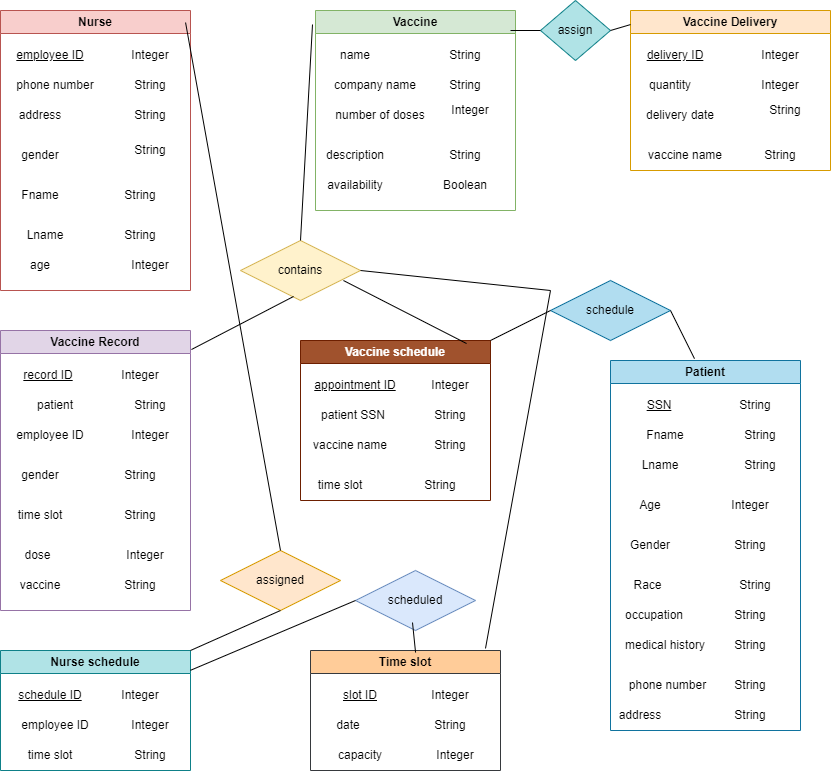 Nurse
employee ID Integer
phone number String
address String
gender String
Fname String
Lname String
age Integer
Vaccine
name String
company name String
number of doses Integer
description String
availability Boolean
assign
Vaccine Delivery
delivery ID Integer
quantity Integer
delivery date String
vaccine name String
contains
schedule
Vaccine Record
record ID Integer
patient String
employee ID Integer
gender String
time slot String
dose Integer
vaccine String
Vaccine schedule
appointment ID Integer
patient SSN String
vaccine name String
time slot String
Patient
SSN String
Fname String
Lname String
Age Integer
Gender String
Race String
occupation String
medical history String
phone number String
address String
assigned
scheduled
Nurse schedule
schedule ID Integer
employee ID Integer
time slot String
Time slot
slot ID Integer
date String
capacity Integer